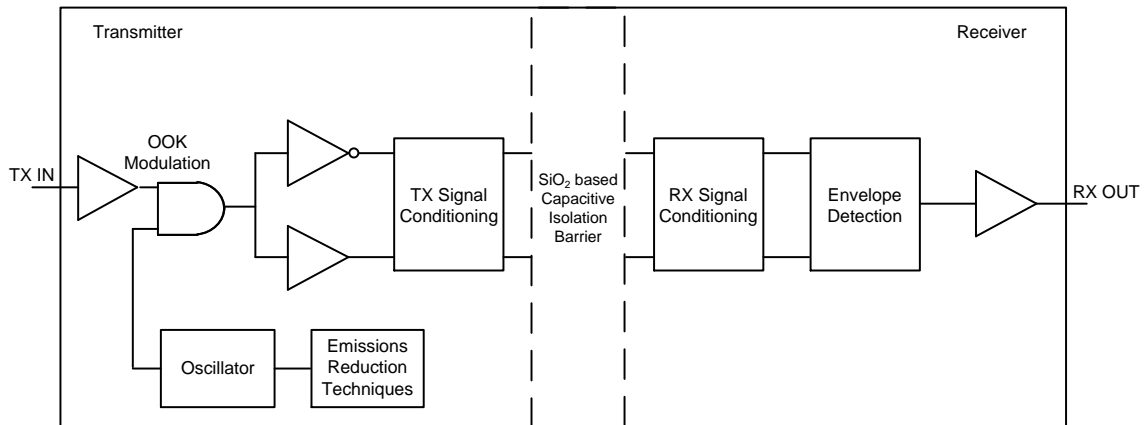 Transmitter
Receiver
OOK
Modulation
TX IN
TX Signal
Conditioning
SiO₂ based
Capacitive
Isolation
Barrier
RX Signal
Conditioning
Envelope
Detection
RX OUT
Oscillator
Emissions
Reduction
Techniques